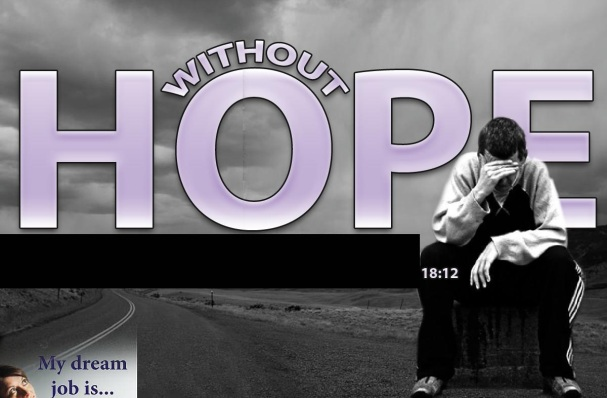 WITHOUT
HOPE
18:12
My dream
job is...